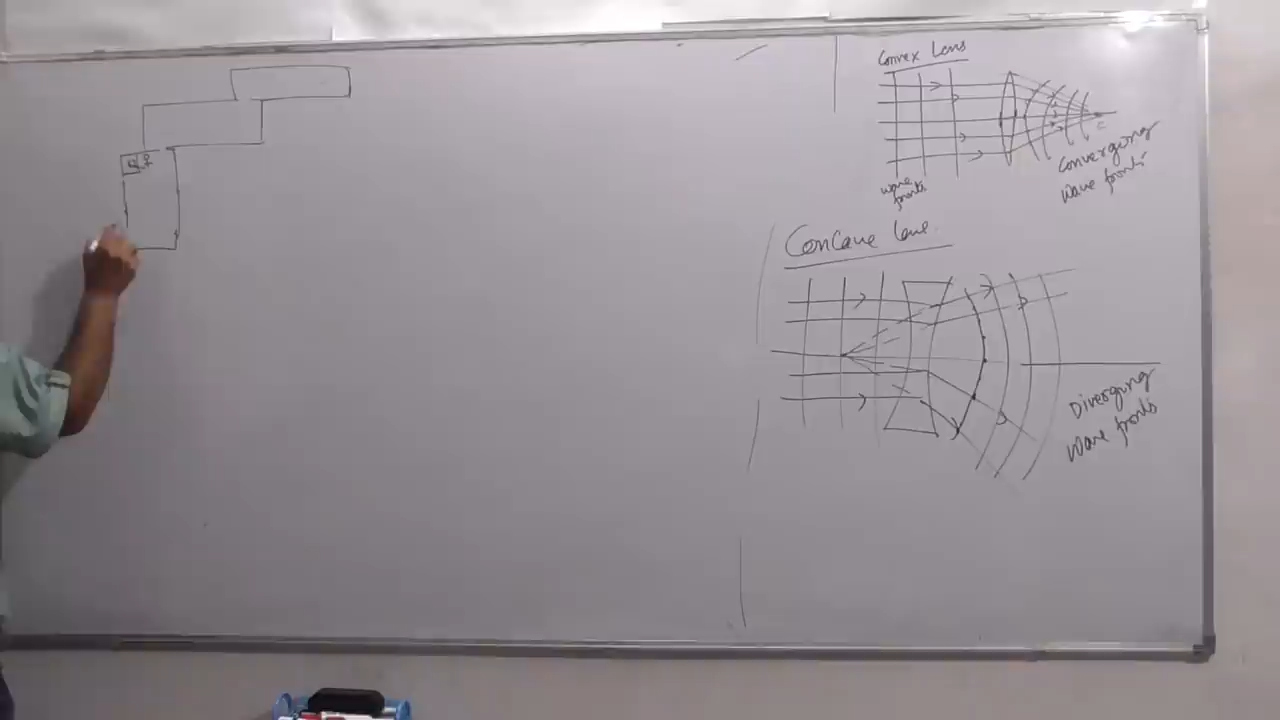 Convex Lens
wave
fronts
Converging
wave fronts
Concave lens
Diverging
wave fronts